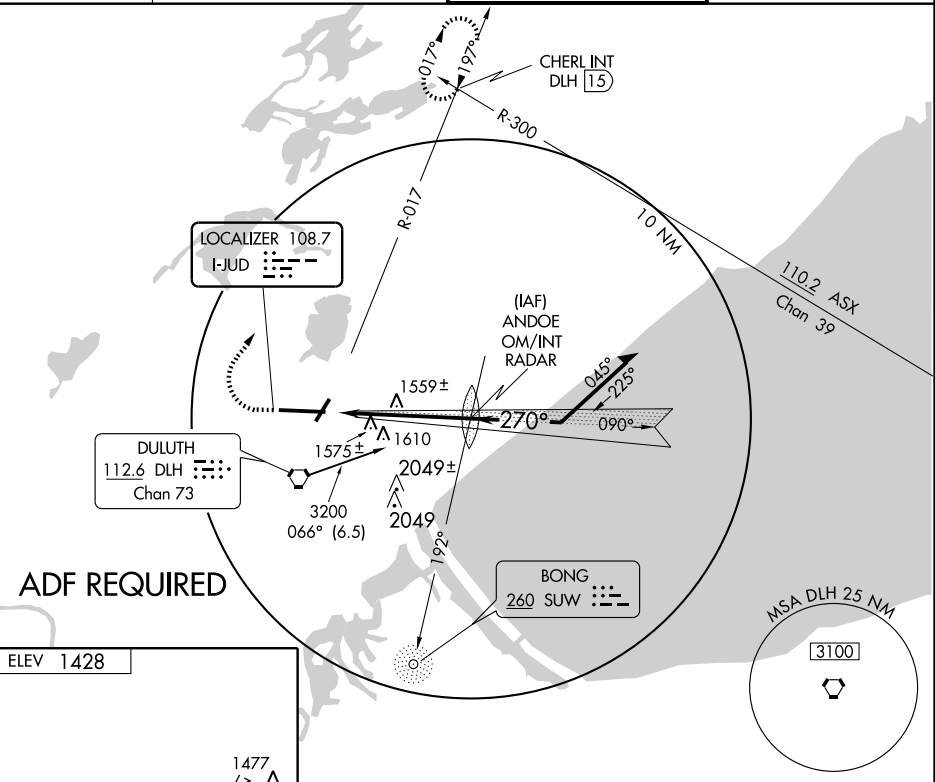 017°
197°
CHERL INT
DLH 15
R-300
R-017
10 NM
LOCALIZER 108.7
I-JUD
110.2 ASX
Chan 39
(IAF)
ANDOE
OM/INT
RADAR
045°
225°
1559±
270°
090°
1575±
1610
DULUTH
112.6 DLH
Chan 73
2049±
3200
066° (6.5)
2049
192°
ADF REQUIRED
BONG
260 SUW
MSA DLH 25 NM
3100
ELEV 1428
1477